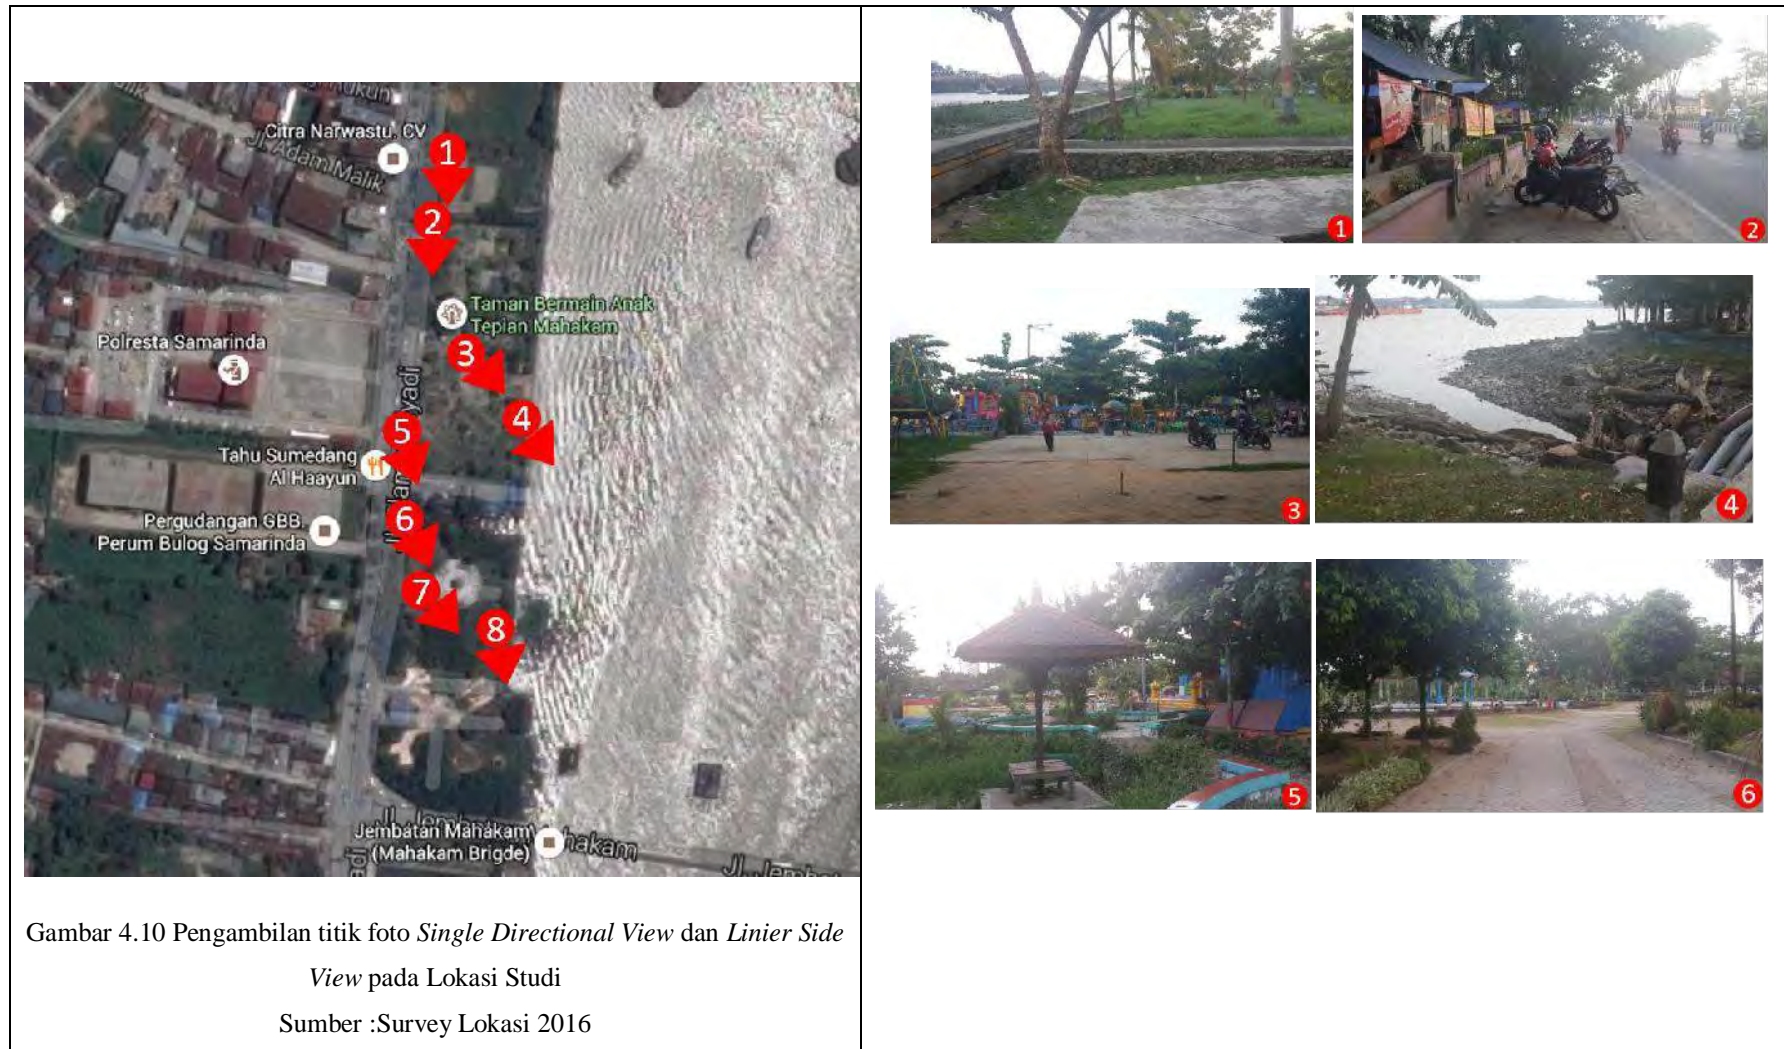 Citra Narwastu, CV
Jl. Adam Malik
1
2
Taman Bermain Anak
Tepian Mahakam
Polresta Samarinda
3
4
5
Tahu Sumedang
Al Haayun
6
Pergudangan GBB.
Perum Bulog Samarinda
7
8
Jembatan Mahakam
(Mahakam Brigde)
Gambar 4.10 Pengambilan titik foto Single Directional View dan Linier Side
View pada Lokasi Studi
Sumber :Survey Lokasi 2016
1
2
3
4
5
6